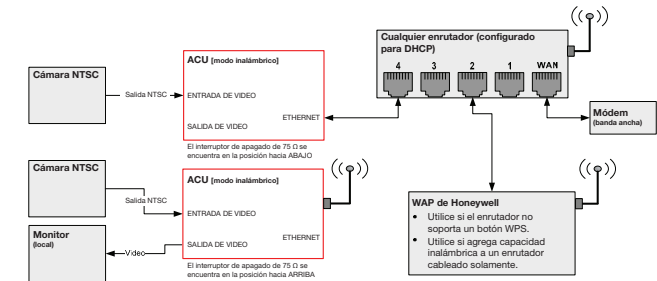 Cualquier enrutador (configurado
para DHCP)
4 3 2 1 WAN
ACU [modo inalámbrico]
Cámara NTSC
Salida NTSC
ENTRADA DE VIDEO
ETHERNET
SALIDA DE VIDEO
El interruptor de apagado de 75 Ω se
encuentra en la posición hacia ABAJO
Módem
(banda ancha)
Cámara NTSC
ACU [modo inalámbrico]
Salida NTSC
ENTRADA DE VIDEO
Monitor
(local)
Video
ETHERNET
SALIDA DE VIDEO
El interruptor de apagado de 75 Ω se
encuentra en la posición hacia ARRIBA
WAP de Honeywell
• Utilice si el enrutador no
soporta un botón WPS.
• Utilice si agrega capacidad
inalámbrica a un enrutador
cableado solamente.